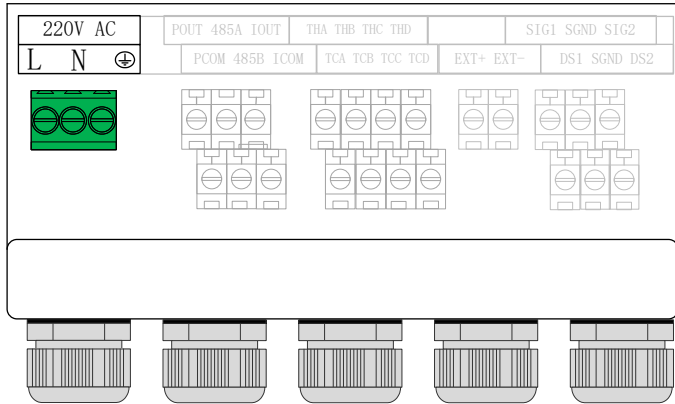 220V AC
POUT 485A IOUT
THA THB THC THD
SIG1 SGND SIG2
L N
PCOM 485B ICOM
TCA TCB TCC TCD
EXT+ EXT-
DS1 SGND DS2